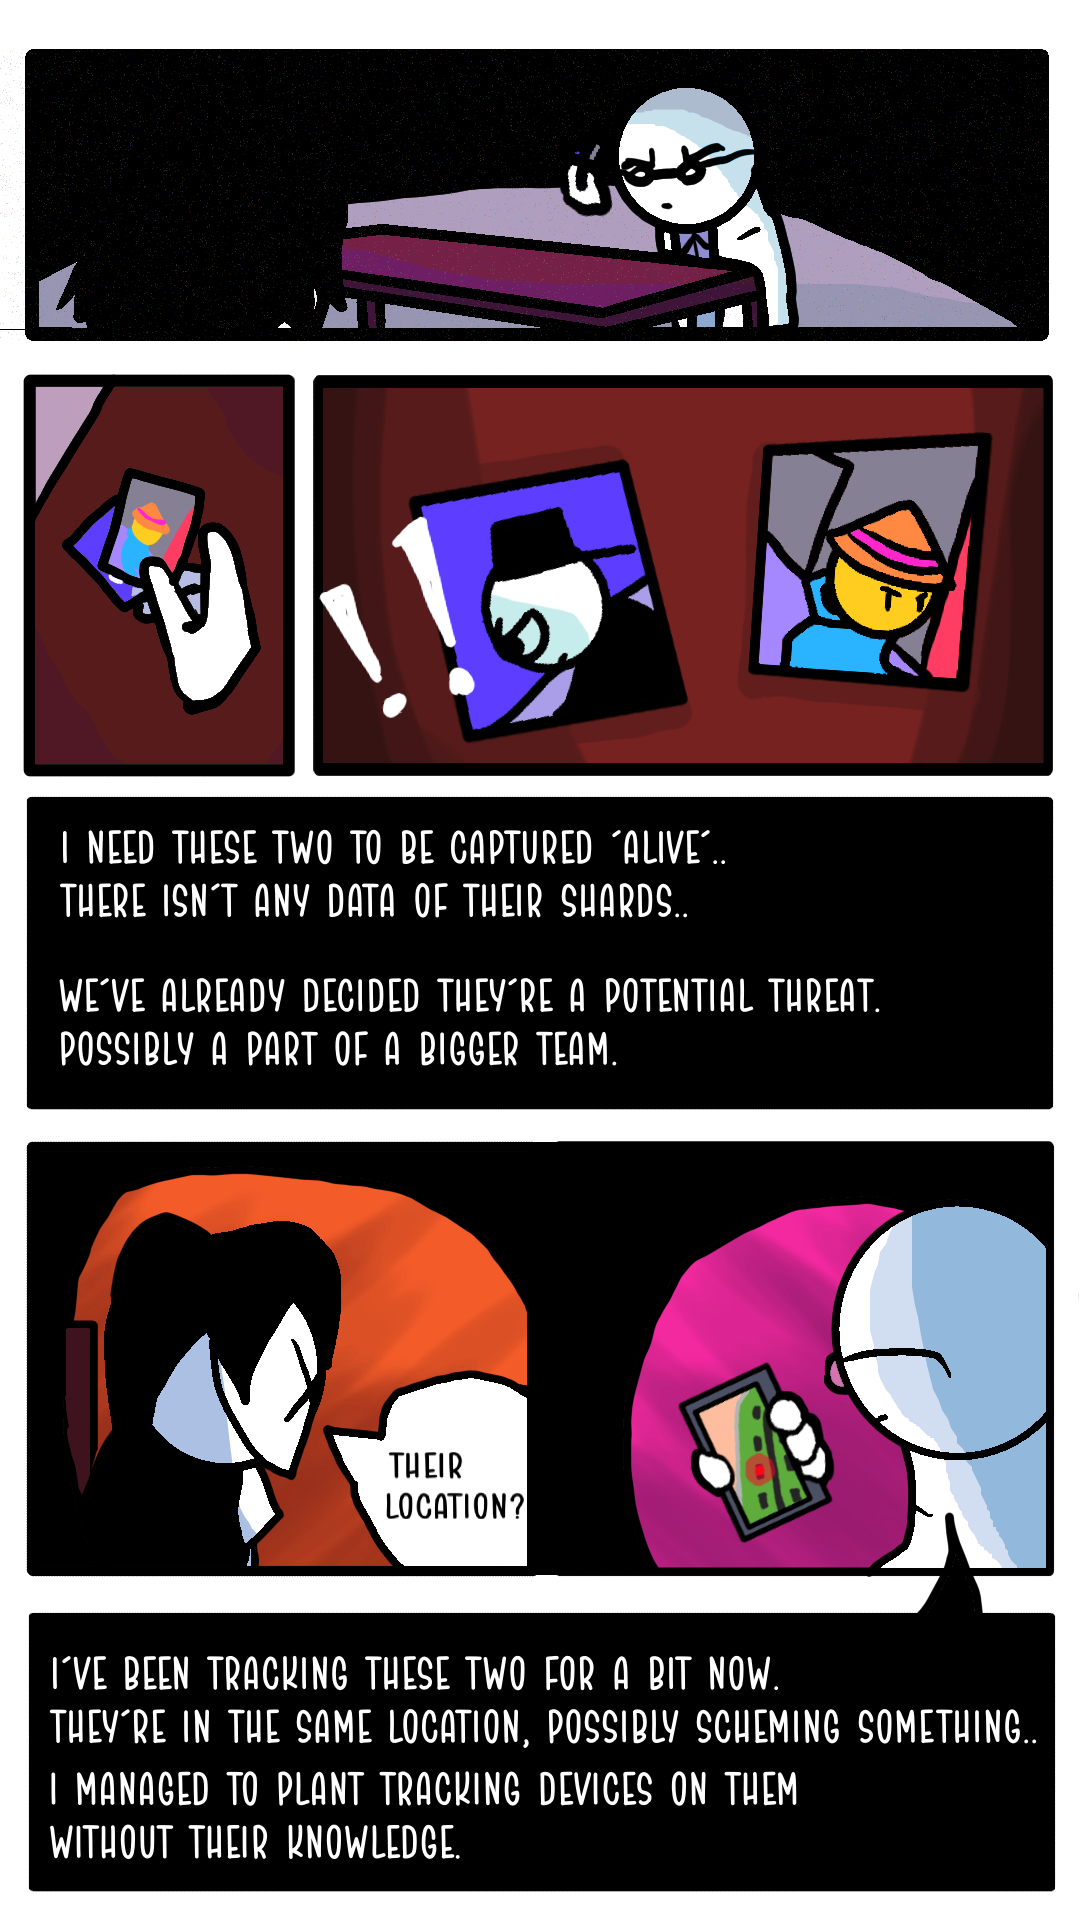 I NEED THESE TWO TO BE CAPTURED ´ALIVE´..
THERE ISN´T ANY DATA OF THEIR SHARDS..
WE´VE ALREADY DECIDED THEY´RE A POTENTIAL THREAT.
POSSIBLY A PART OF A BIGGER TEAM.
THEIR
LOCATION?
I´VE BEEN TRACKING THESE TWO FOR A BIT NOW.
THEY´RE IN THE SAME LOCATION, POSSIBLY SCHEMING SOMETHING..
I MANAGED TO PLANT TRACKING DEVICES ON THEM
WITHOUT THEIR KNOWLEDGE.